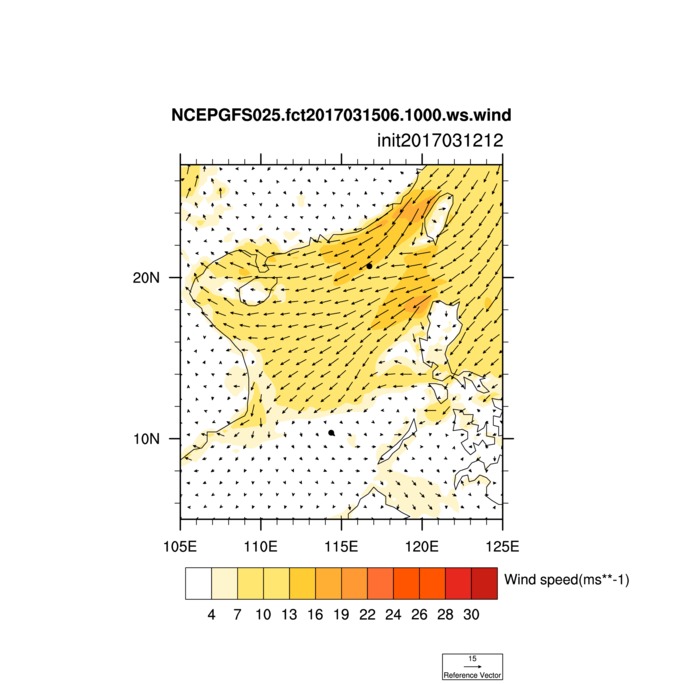 NCEPGFS025.fct2017031506.1000.ws.wind
init2017031212
20N
10N
105E 110E 115E 120E 125E
Wind speed(ms**-1)
4 7 10 13 16 19 22 24 26 28 30
15
Reference Vector